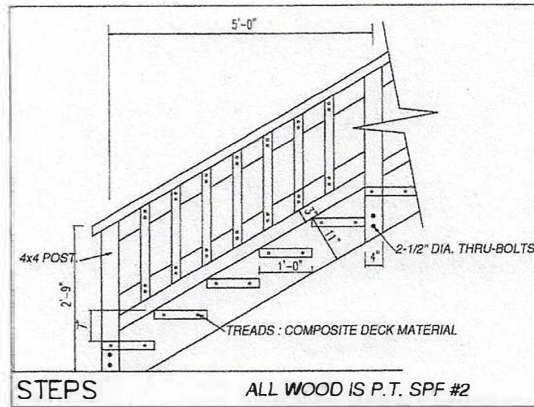 5'-0"
4x4 POST
2'-9"
7"
3"
11"
1'-0"
4"
2-1/2" DIA. THRU-BOLTS
TREADS : COMPOSITE DECK MATERIAL
STEPS
ALL WOOD IS P.T. SPF #2